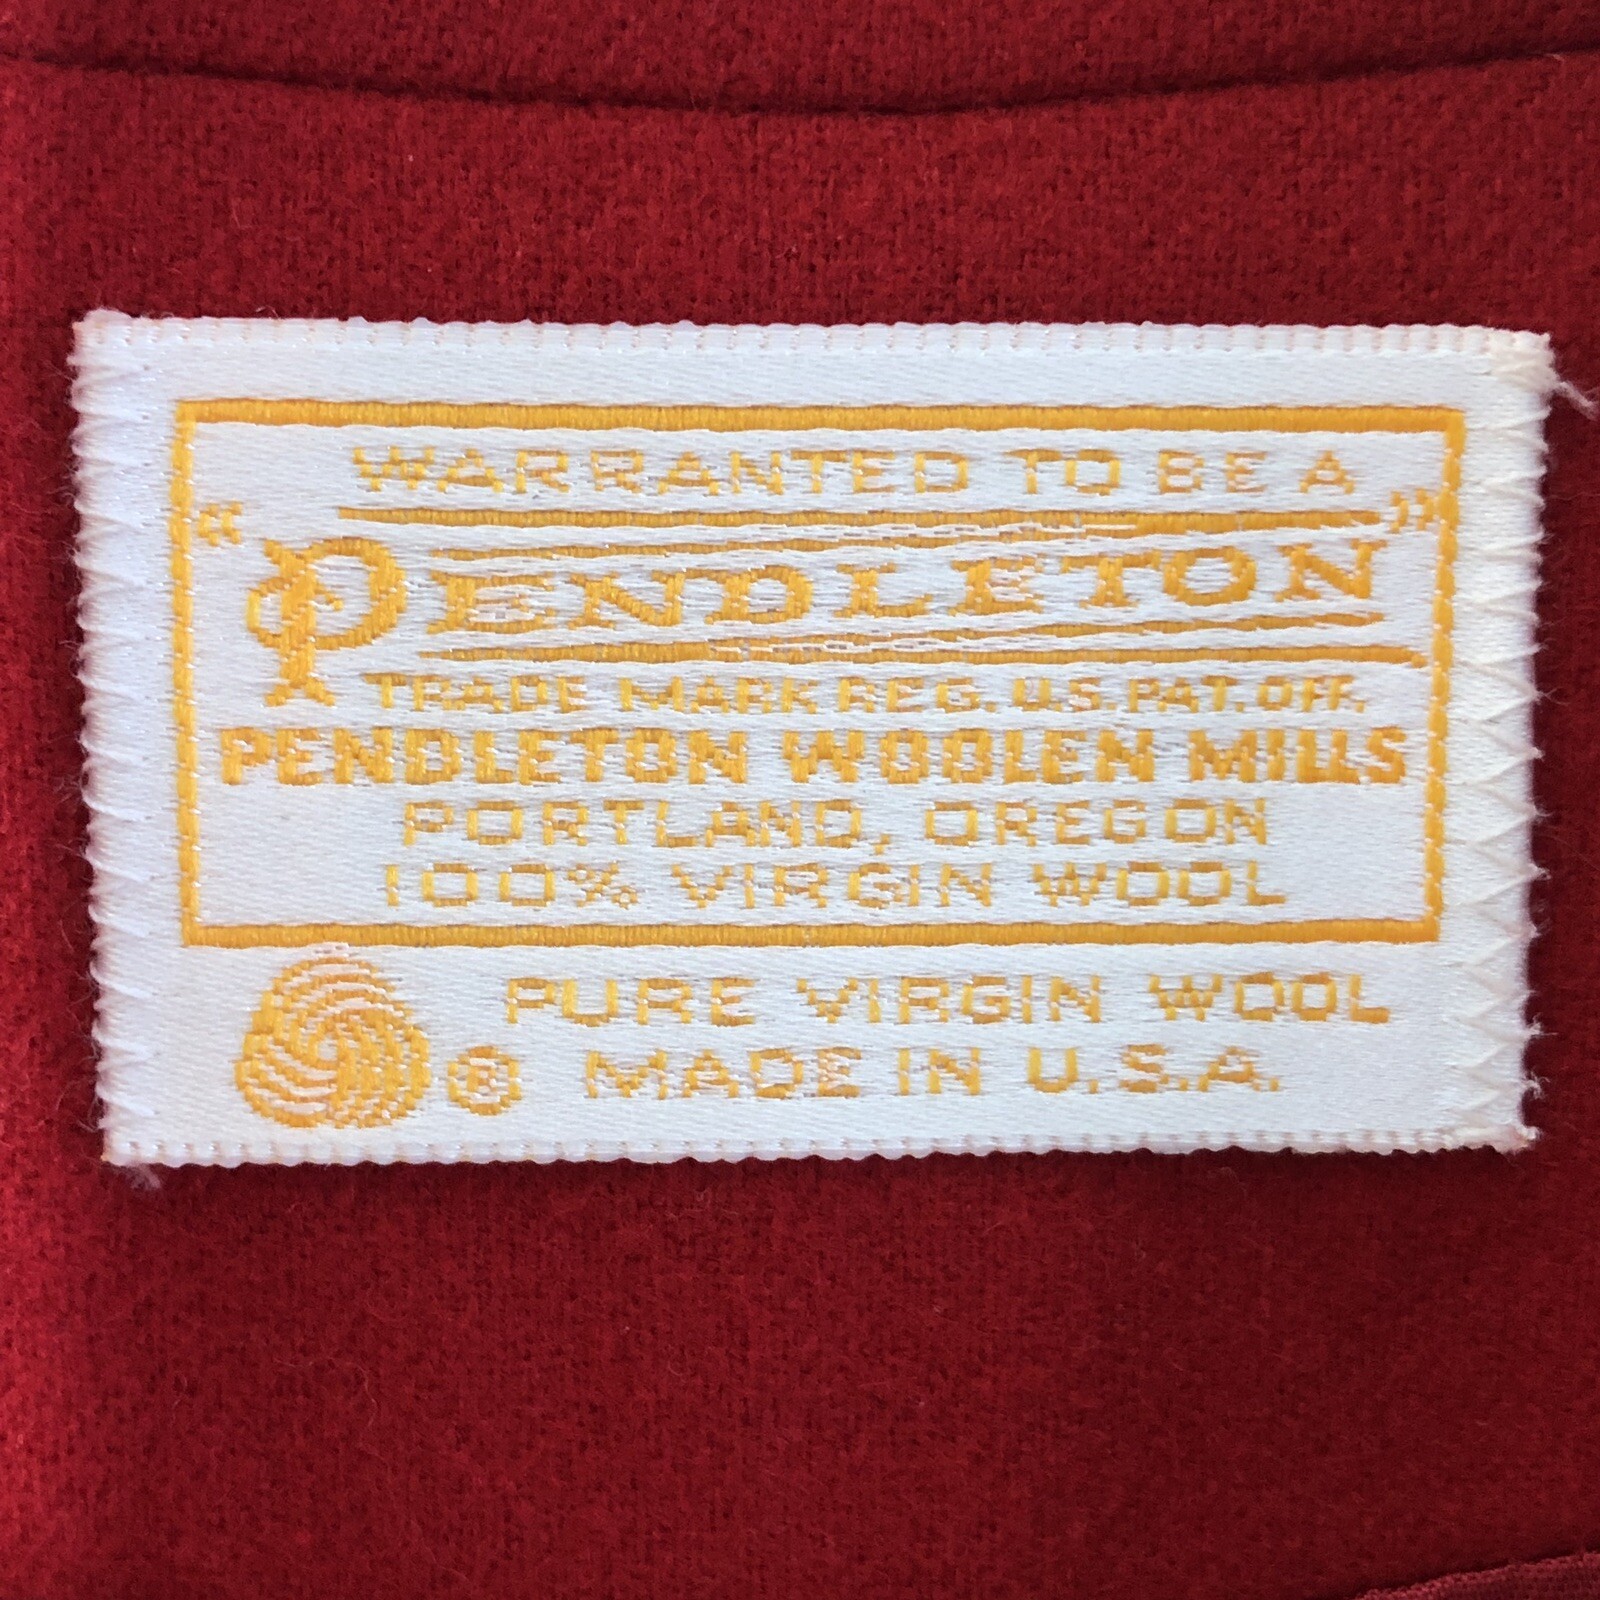 WARRANTED TO BE A
"PENDLETON"
TRADE MARK REG. U.S. PAT. OFF.
PENDLETON WOOLEN MILLS
PORTLAND, OREGON
100% VIRGIN WOOL
® PURE VIRGIN WOOL
MADE IN U.S.A.